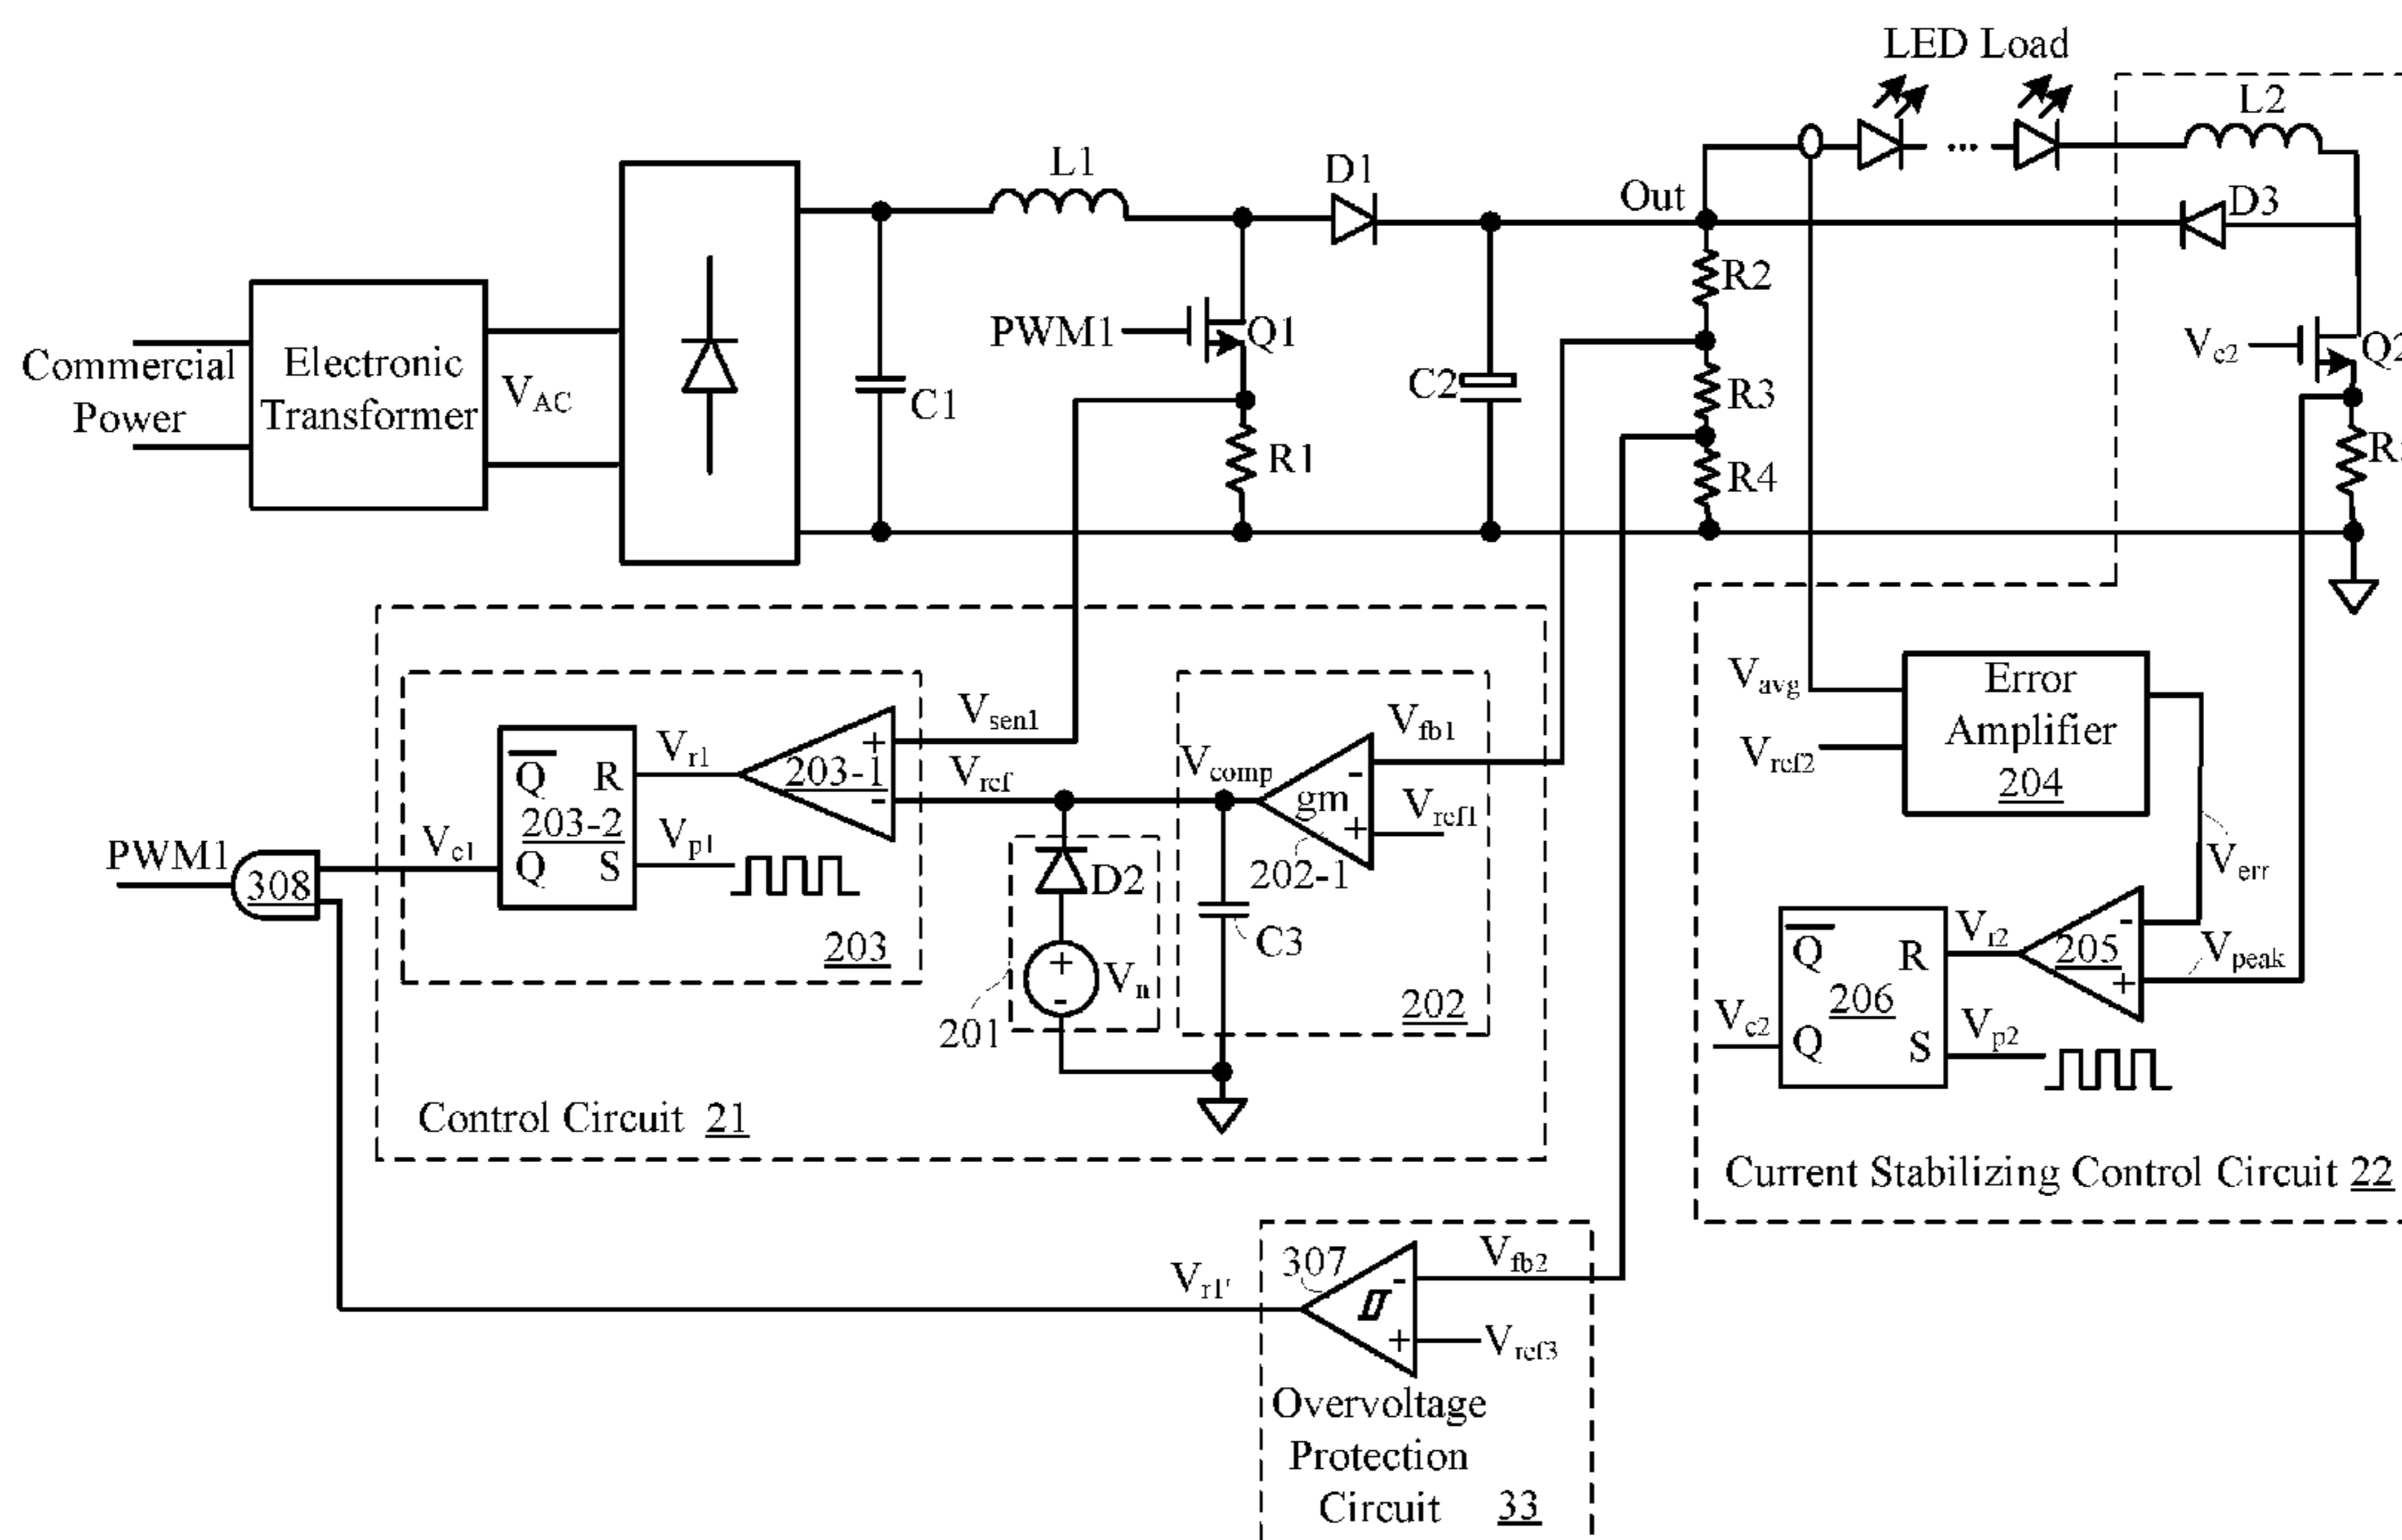 LED Load
L2
L1
D1
Out
D3
R2
Commercial
Power
Electronic
Transformer
VAC
C1
PWM1
Q1
R1
C2
R3
R4
Vc2
Q2
Vavg
Vref2
Error
Amplifier
204
Verr
Vsen1
Vref
Vcomp
Vfb1
Vref1
Vr1
Vp1
Vc1
Q
R
203-2
Q
S
203-1
+
-
gm
-
+
202-1
PWM1
308
203
D2
+
-
Vn
201
C3
202
Control Circuit 21
Q
R
206
Q
S
Vr2
Vp2
Vc2
205
-
+
Vpeak
Current Stabilizing Control Circuit 22
Vr1'
307
-
+
Vfb2
Vref3
Overvoltage
Protection
Circuit 33